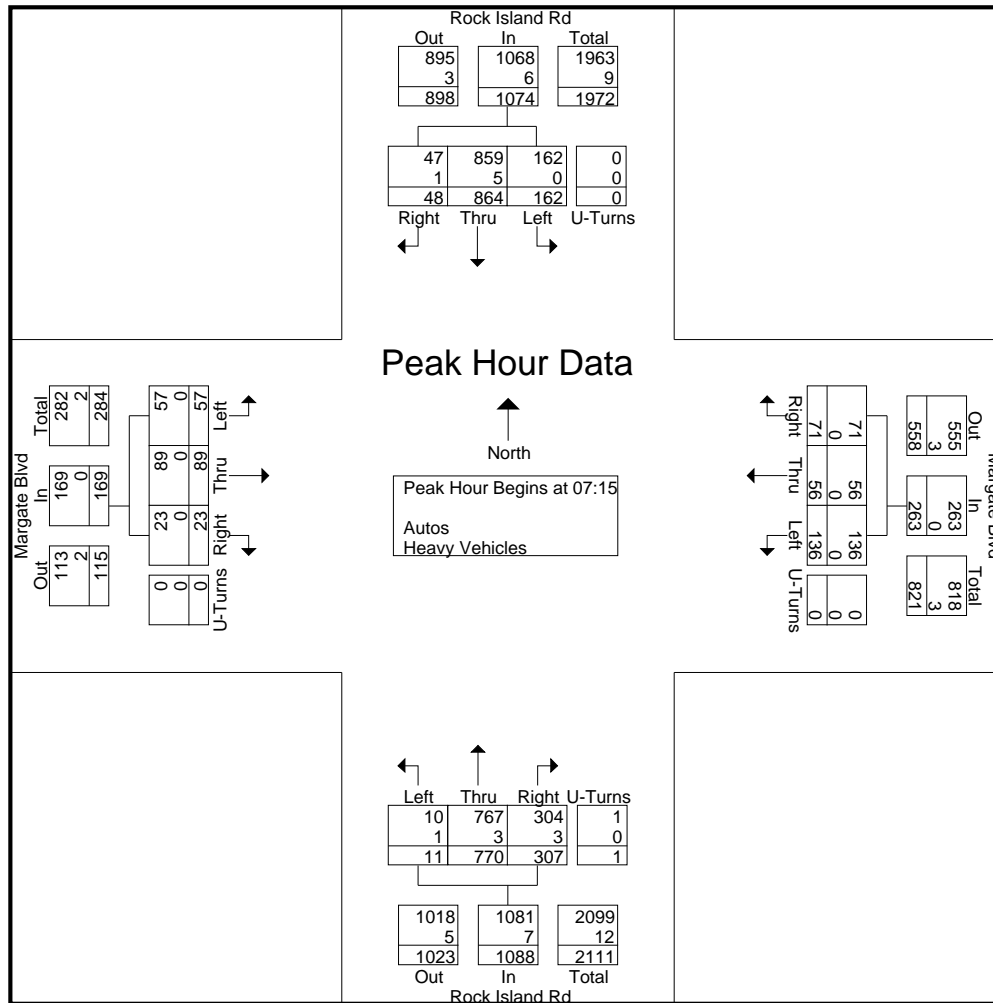 Rock Island Rd
Out In Total
895 1068 1963
3 6 9
898 1074 1972
47 859 162 0
1 5 0 0
48 864 162 0
Right Thru Left U-Turns
Peak Hour Data
North
Peak Hour Begins at 07:15
Autos
Heavy Vehicles
Margate Blvd
Out In Total
113 169 282
2 0 2
115 169 284
57 89 23 0
0 0 0 0
57 89 23 0
Left Thru Right U-Turns
Margate Blvd
Out In Total
555 263 818
3 0 3
558 263 821
71 56 136 0
0 0 0 0
71 56 136 0
Right Thru Left U-Turns
Left Thru Right U-Turns
10 767 304 1
1 3 3 0
11 770 307 1
1018 1081 2099
5 7 12
1023 1088 2111
Out In Total
Rock Island Rd